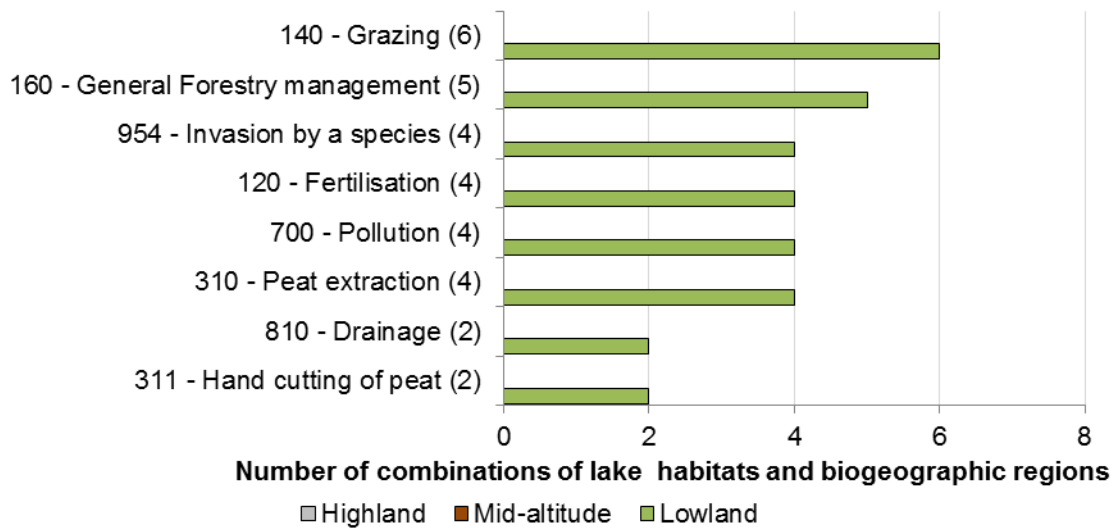 140 - Grazing (6)
160 - General Forestry management (5)
954 - Invasion by a species (4)
120 - Fertilisation (4)
700 - Pollution (4)
310 - Peat extraction (4)
810 - Drainage (2)
311 - Hand cutting of peat (2)
0 2 4 6 8
Number of combinations of lake habitats and biogeographic regions
Highland Mid-altitude Lowland